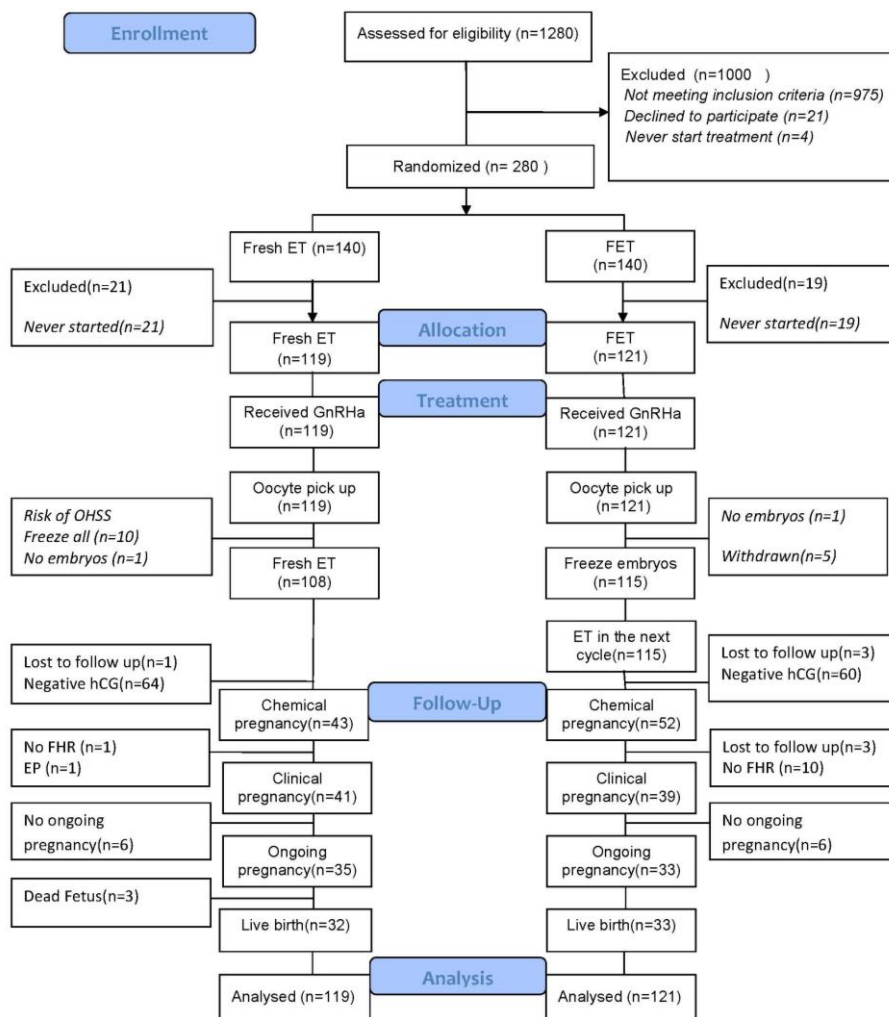 Enrollment
Assessed for eligibility (n=1280)
Excluded (n=1000 )
Not meeting inclusion criteria (n=975)
Declined to participate (n=21)
Never start treatment (n=4)
Randomized (n= 280 )
Fresh ET (n=140)
FET
(n=140)
Excluded(n=21)
Never started(n=21)
Excluded(n=19)
Never started(n=19)
Allocation
Fresh ET
(n=119)
FET
(n=121)
Treatment
Received GnRHa
(n=119)
Received GnRHa
(n=121)
Oocyte pick up
(n=119)
Oocyte pick up
(n=121)
Risk of OHSS
Freeze all (n=10)
No embryos (n=1)
No embryos (n=1)
Withdrawn(n=5)
Fresh ET
(n=108)
Freeze embryos
(n=115)
ET in the next
cycle(n=115)
Lost to follow up(n=1)
Negative hCG(n=64)
Lost to follow up(n=3)
Negative hCG(n=60)
Follow-Up
Chemical
pregnancy(n=43)
Chemical
pregnancy(n=52)
No FHR (n=1)
EP (n=1)
Lost to follow up(n=3)
No FHR (n=10)
Clinical
pregnancy(n=41)
Clinical
pregnancy(n=39)
No ongoing
pregnancy(n=6)
No ongoing
pregnancy(n=6)
Ongoing
pregnancy(n=35)
Ongoing
pregnancy(n=33)
Dead Fetus(n=3)
Live birth(n=32)
Live birth(n=33)
Analysis
Analysed (n=119)
Analysed (n=121)